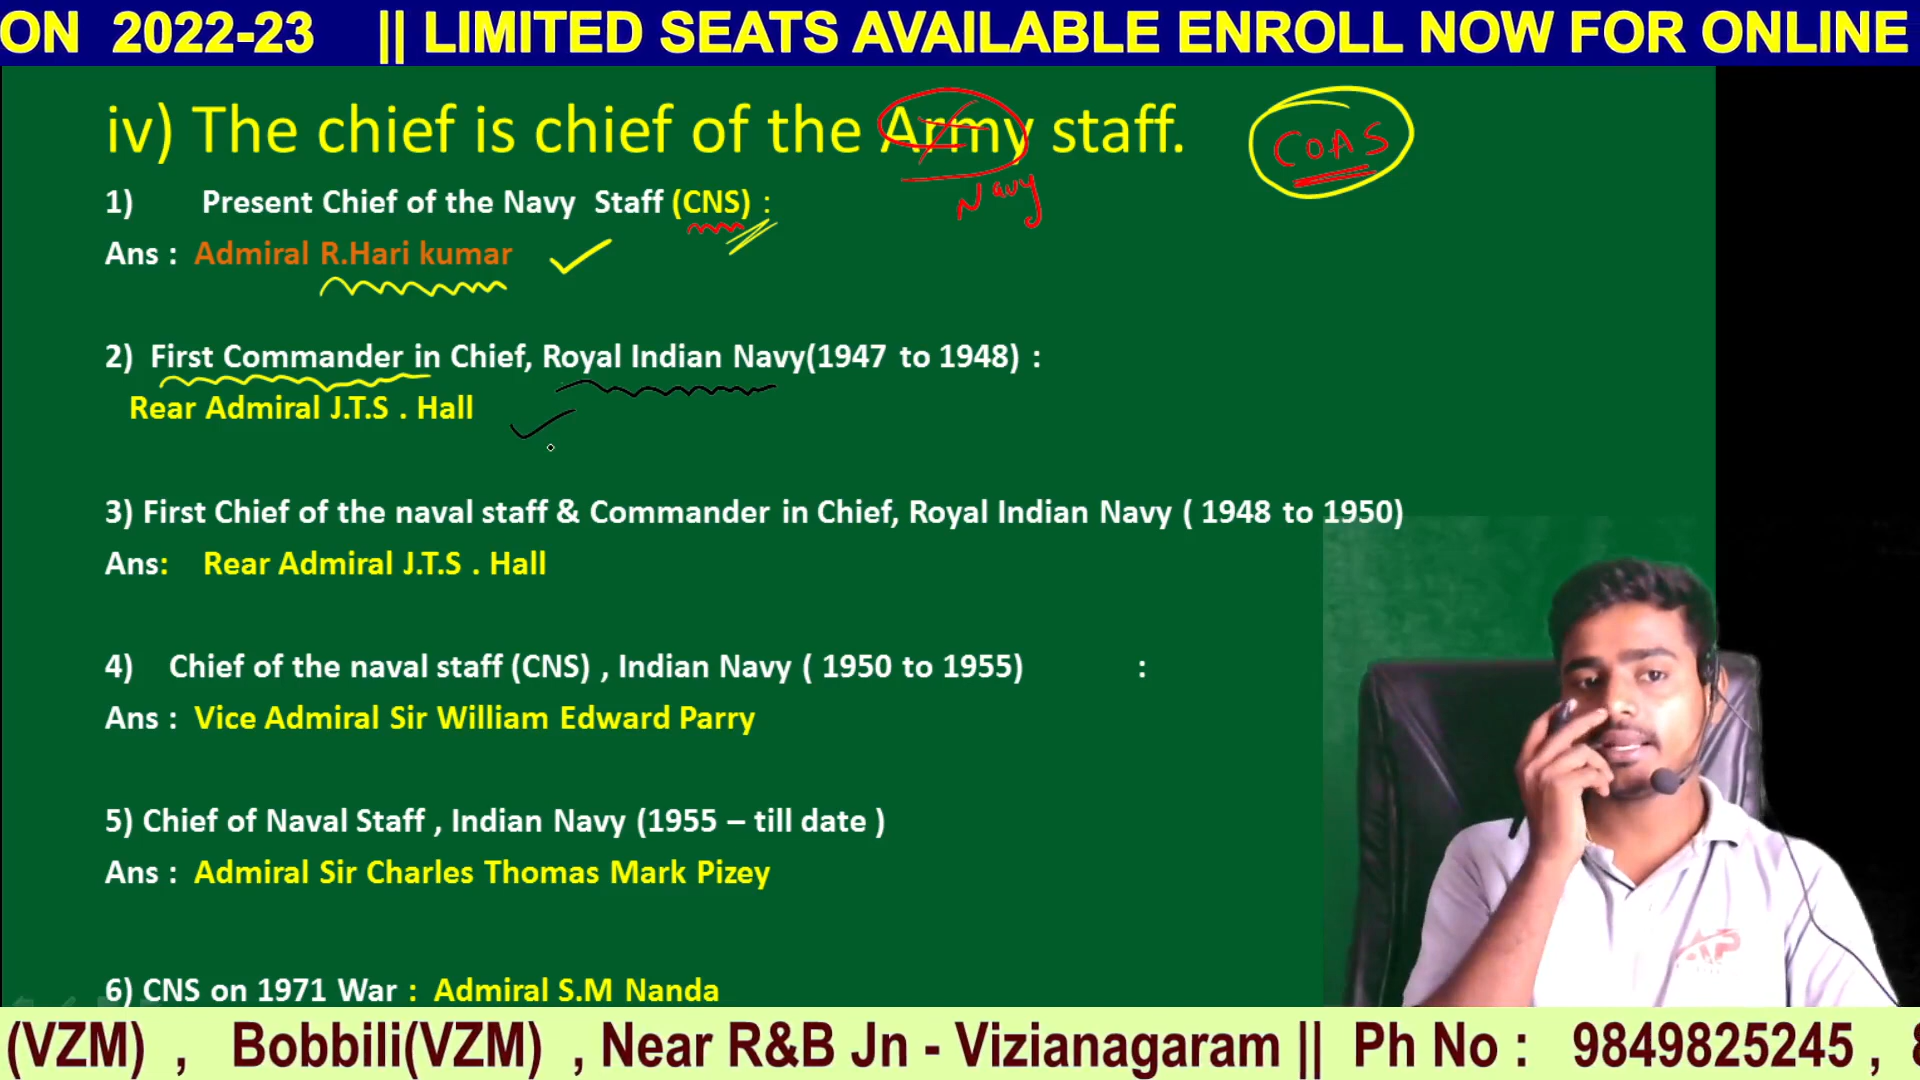 ON 2022-23 || LIMITED SEATS AVAILABLE ENROLL NOW FOR ONLINE
iv) The chief is chief of the Army staff.
COAS
Navy
1) Present Chief of the Navy Staff (CNS) :
Ans : Admiral R.Hari kumar
2) First Commander in Chief, Royal Indian Navy(1947 to 1948) :
Rear Admiral J.T.S . Hall
3) First Chief of the naval staff & Commander in Chief, Royal Indian Navy ( 1948 to 1950)
Ans: Rear Admiral J.T.S . Hall
4) Chief of the naval staff (CNS) , Indian Navy ( 1950 to 1955) :
Ans : Vice Admiral Sir William Edward Parry
5) Chief of Naval Staff , Indian Navy (1955 – till date )
Ans : Admiral Sir Charles Thomas Mark Pizey
6) CNS on 1971 War : Admiral S.M Nanda
(VZM) , Bobbili(VZM) , Near R&B Jn - Vizianagaram || Ph No : 9849825245 ,